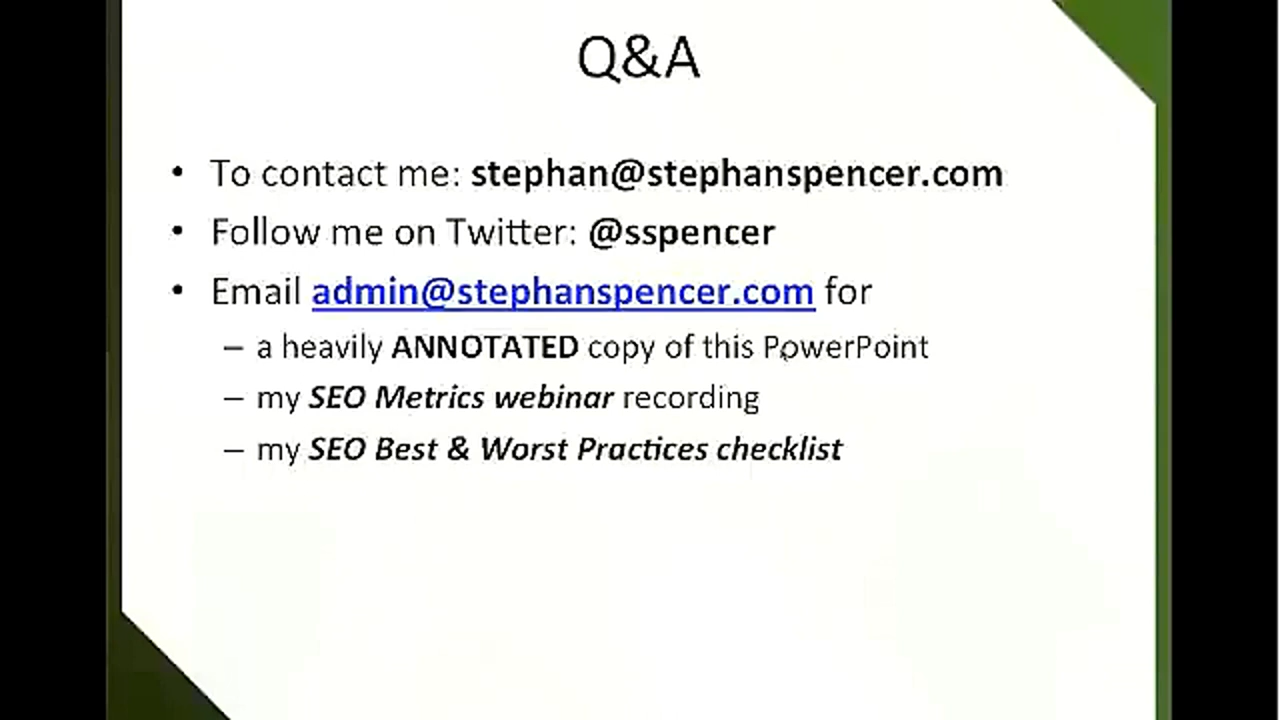 Q&A
• To contact me: stephan@stephanspencer.com
• Follow me on Twitter: @sspencer
• Email admin@stephanspencer.com for
– a heavily ANNOTATED copy of this PowerPoint
– my SEO Metrics webinar recording
– my SEO Best & Worst Practices checklist